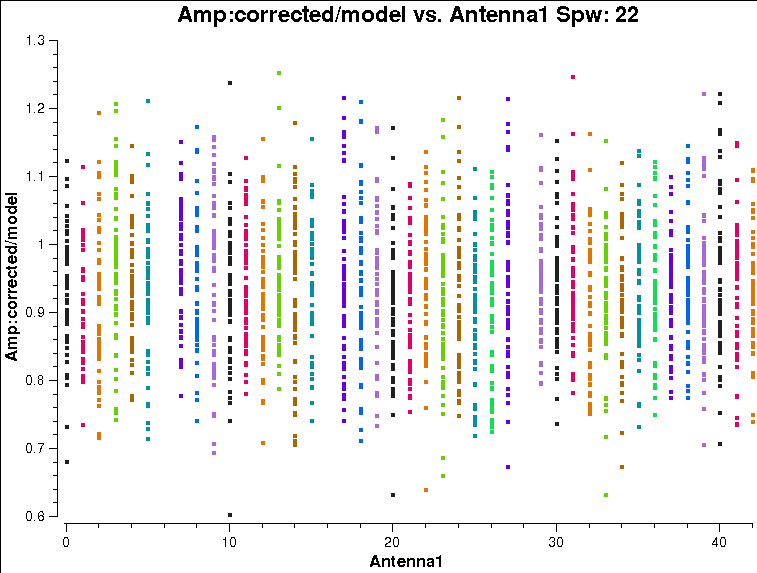 Amp:corrected/model vs. Antenna1 Spw: 22
1.3
1.2
1.1
1
0.9
0.8
0.7
0.6
Amp:corrected/model
0 10 20 30 40
Antenna1